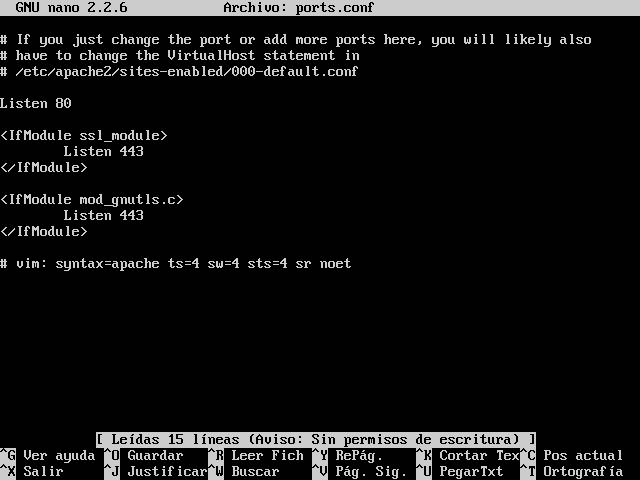 GNU nano 2.2.6 Archivo: ports.conf
# If you just change the port or add more ports here, you will likely also
# have to change the VirtualHost statement in
# /etc/apache2/sites-enabled/000-default.conf
Listen 80
<IfModule ssl_module>
Listen 443
</IfModule>
<IfModule mod_gnutls.c>
Listen 443
</IfModule>
# vim: syntax=apache ts=4 sw=4 sts=4 sr noet
[ Leídas 15 líneas (Aviso: Sin permisos de escritura) ]
^G Ver ayuda ^O Guardar ^R Leer Fich ^Y RePág. ^K Cortar Tex ^C Pos actual
^X Salir ^J Justificar ^W Buscar ^V Pág. Sig. ^U PegarTxt ^T Ortografía